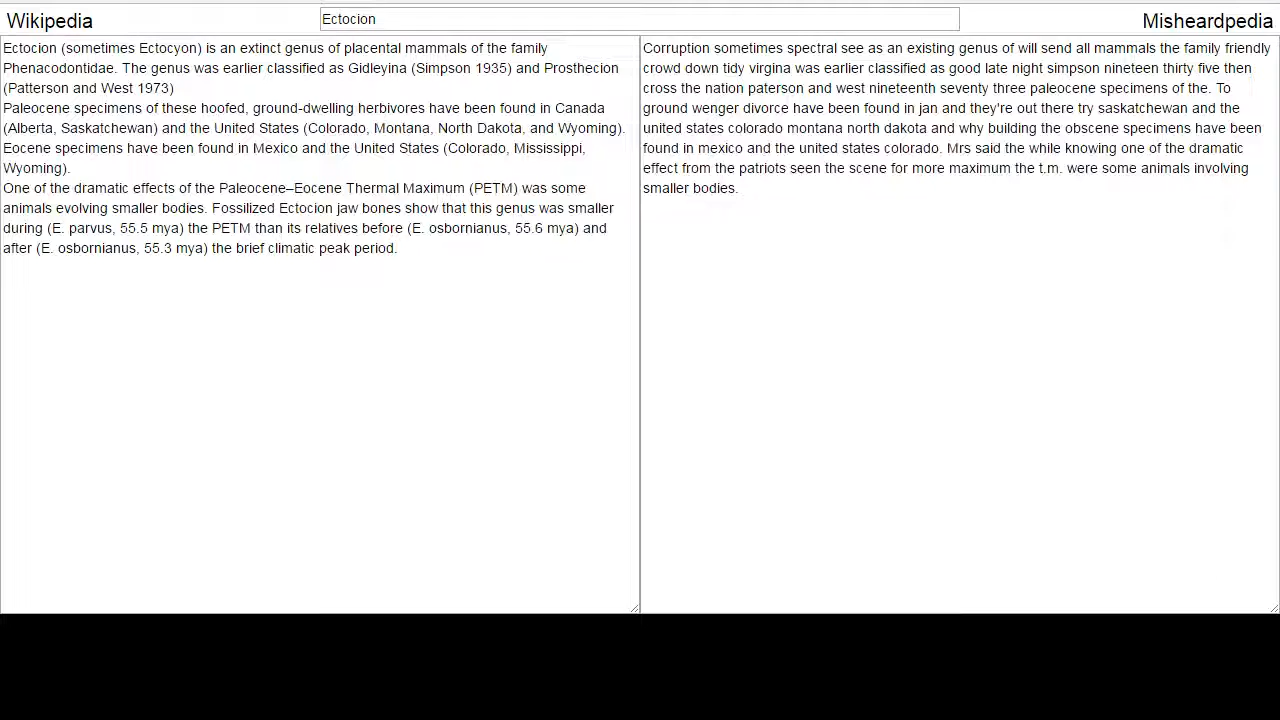 Wikipedia
Ectocion
Misheardpedia
Ectocion (sometimes Ectocyon) is an extinct genus of placental mammals of the family
Phenacodontidae. The genus was earlier classified as Gidleyina (Simpson 1935) and Prosthecion
(Patterson and West 1973)
Paleocene specimens of these hoofed, ground-dwelling herbivores have been found in Canada
(Alberta, Saskatchewan) and the United States (Colorado, Montana, North Dakota, and Wyoming).
Eocene specimens have been found in Mexico and the United States (Colorado, Mississippi,
Wyoming).
One of the dramatic effects of the Paleocene–Eocene Thermal Maximum (PETM) was some
animals evolving smaller bodies. Fossilized Ectocion jaw bones show that this genus was smaller
during (E. parvus, 55.5 mya) the PETM than its relatives before (E. osbornianus, 55.6 mya) and
after (E. osbornianus, 55.3 mya) the brief climatic peak period.
Corruption sometimes spectral see as an existing genus of will send all mammals the family friendly
crowd down tidy virgina was earlier classified as good late night simpson nineteen thirty five then
cross the nation paterson and west nineteenth seventy three paleocene specimens of the. To
ground wenger divorce have been found in jan and they're out there try saskatchewan and the
united states colorado montana north dakota and why building the obscene specimens have been
found in mexico and the united states colorado. Mrs said the while knowing one of the dramatic
effect from the patriots seen the scene for more maximum the t.m. were some animals involving
smaller bodies.